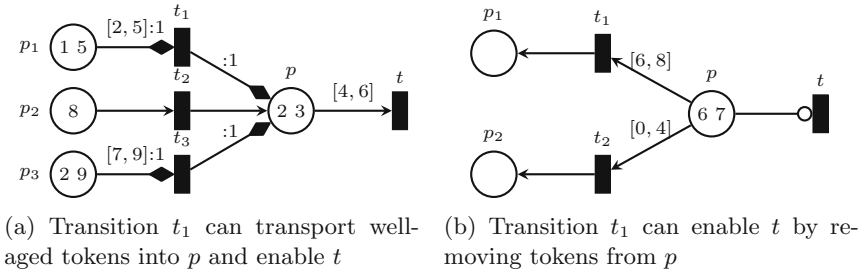 [2, 5]:1
t₁
p₁
1 5
:1
t₂
p
t
p₂
8
2 3
[4, 6]
:1
t₃
[7, 9]:1
p₃
2 9
(a) Transition t₁ can transport well-
aged tokens into p and enable t
p₁
t₁
[6, 8]
p
t
6 7
[0, 4]
t₂
p₂
(b) Transition t₁ can enable t by re-
moving tokens from p